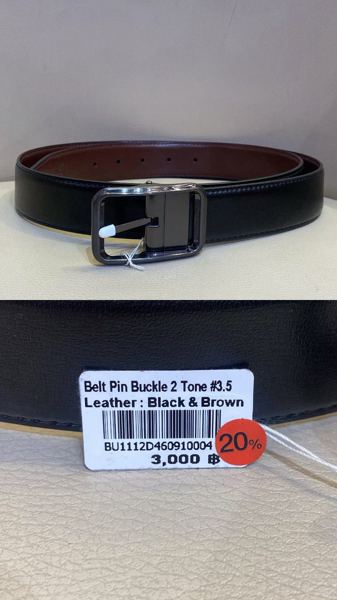 Belt Pin Buckle 2 Tone #3.5
Leather : Black & Brown
BU1112D460910004
20%
3,000 ฿